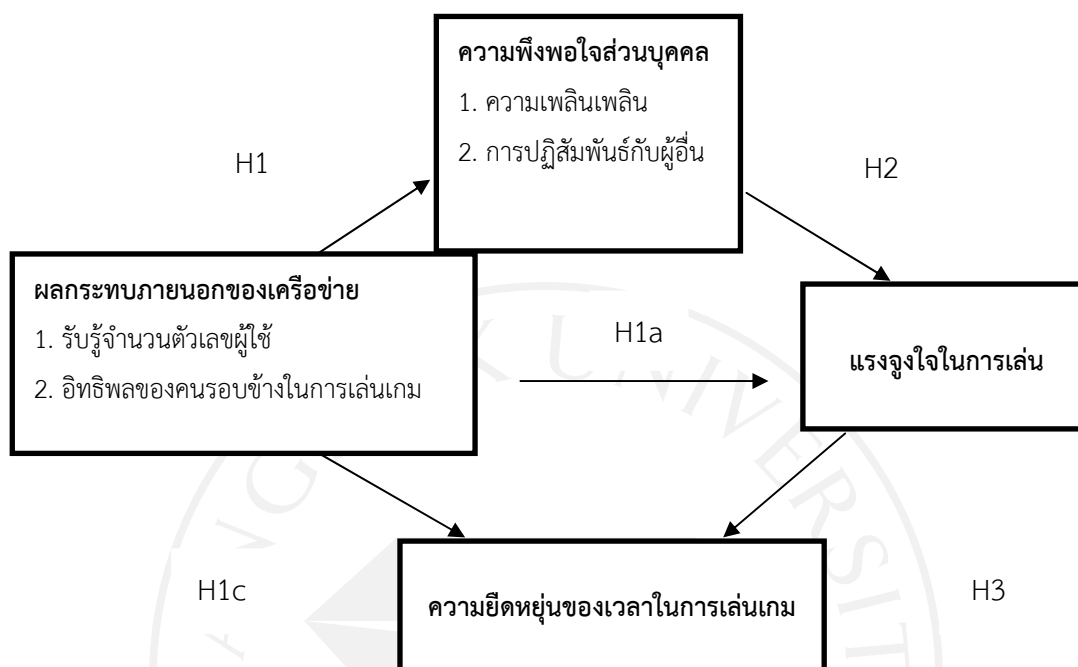 ความพึงพอใจส่วนบุคคล
1. ความเพลินเพลิน
2. การปฏิสัมพันธ์กับผู้อื่น
H1
H2
ผลกระทบภายนอกของเครือข่าย
1. รับรู้จำนวนตัวเลขผู้ใช้
2. อิทธิพลของคนรอบข้างในการเล่นเกม
H1a
แรงจูงใจในการเล่น
H1c
H3
ความยืดหยุ่นของเวลาในการเล่นเกม